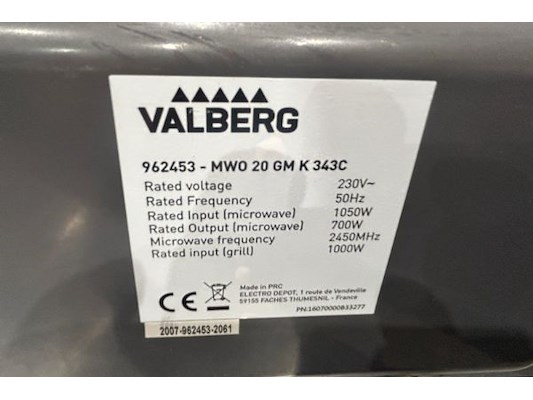 VALBERG
962453 - MWO 20 GM K 343C
Rated voltage 230V~
Rated Frequency 50Hz
Rated Input (microwave) 1050W
Rated Output (microwave) 700W
Microwave frequency 2450MHz
Rated input (grill) 1000W
CE
Made in PRC
ELECTRO DEPOT, 1 route de Vendeville
59155 FACHES THUMESNIL - France
PN:16070000833277
2007-962453-2061